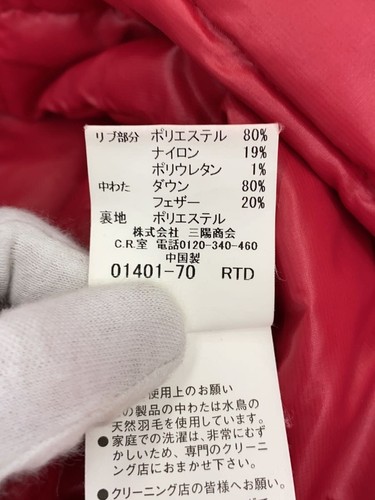 リブ部分 ポリエステル 80%
ナイロン 19%
ポリウレタン 1%
中わた ダウン 80%
フェザー 20%
裏地 ポリエステル
株式会社 三陽商会
C.R.室 電話0120-340-460
中国製
01401-70 RTD
使用上のお願い
の製品の中わたは水鳥の
天然羽毛を使用しています。
●家庭での洗濯は、非常にむず
かしいため、専門のクリーニ
ング店におまかせ下さい。
●クリーニング店の皆様へお願